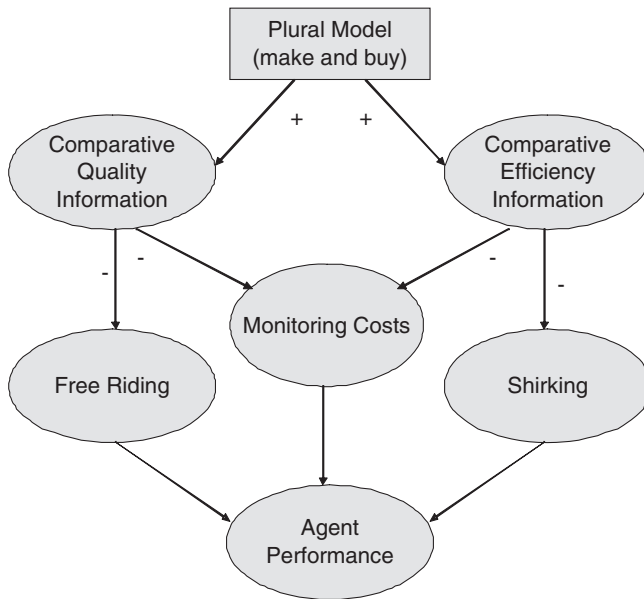 Plural Model
(make and buy)
+ +
Comparative
Quality
Information
Comparative
Efficiency
Information
- - - -
Monitoring Costs
Free Riding
Shirking
Agent
Performance